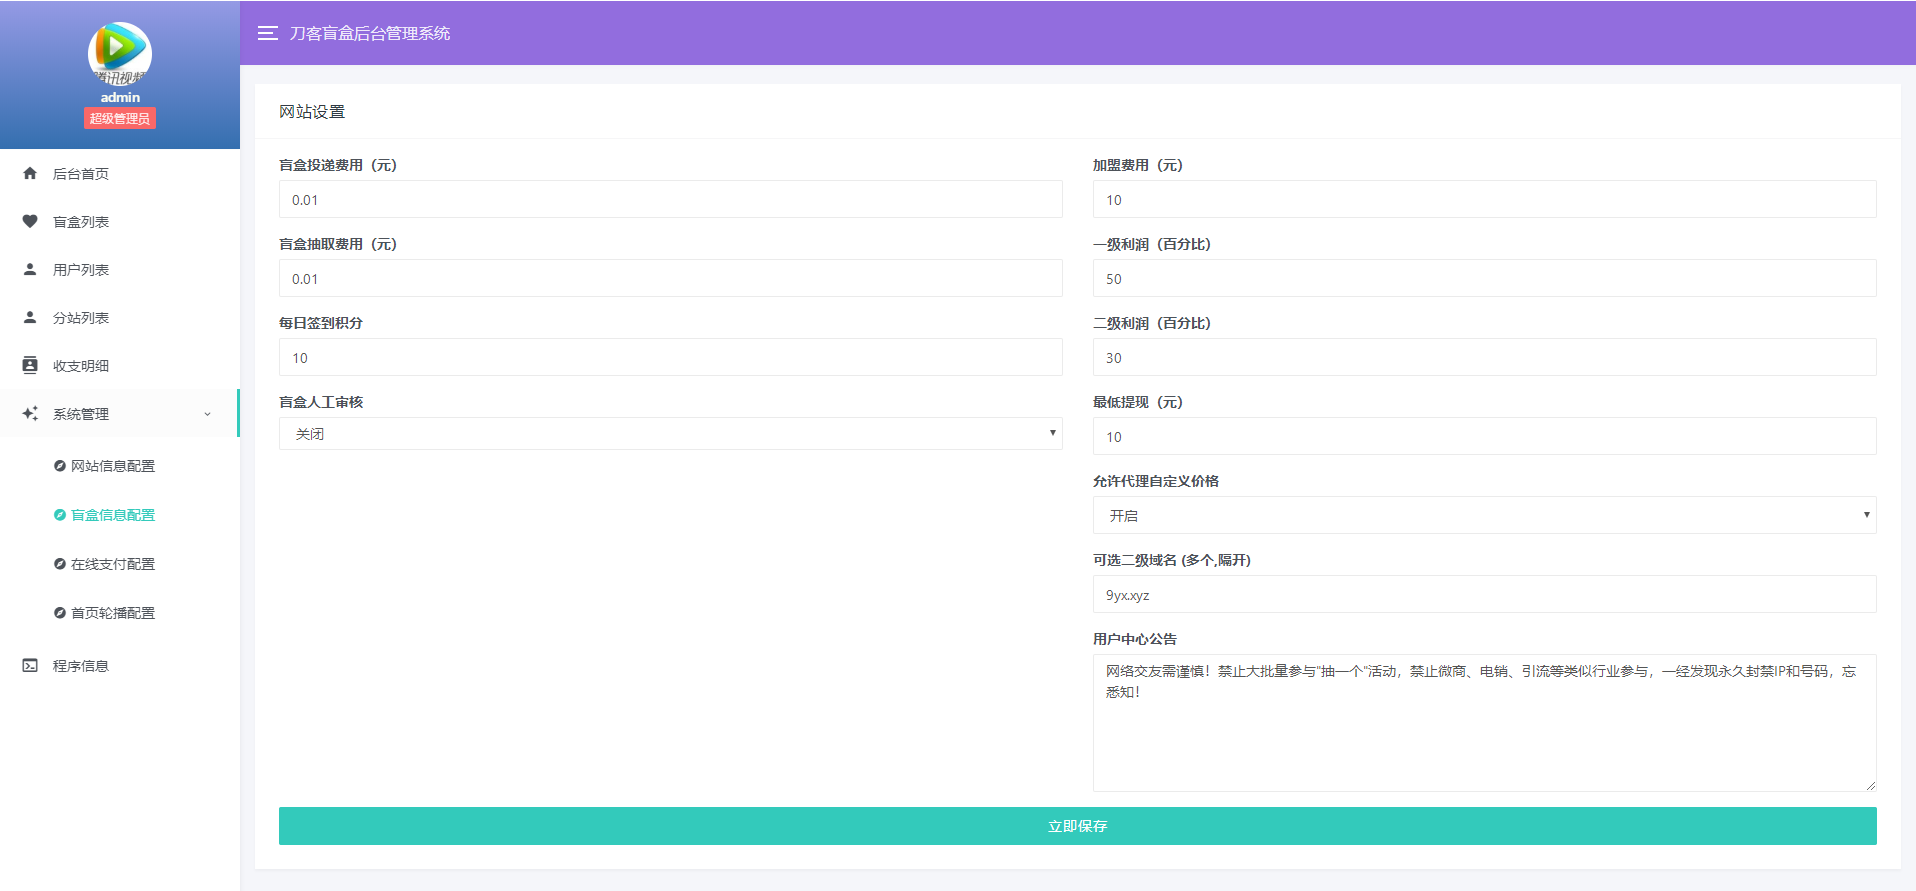 腾讯视频
admin
超级管理员
刀客盲盒后台管理系统
后台首页
盲盒列表
用户列表
分站列表
收支明细
系统管理
网站信息配置
盲盒信息配置
在线支付配置
首页轮播配置
程序信息
网站设置
盲盒投递费用（元）
0.01
盲盒抽取费用（元）
0.01
每日签到积分
10
盲盒人工审核
关闭
加盟费用（元）
10
一级利润（百分比）
50
二级利润（百分比）
30
最低提现（元）
10
允许代理自定义价格
开启
可选二级域名 (多个,隔开)
9yx.xyz
用户中心公告
网络交友需谨慎！禁止大批量参与"抽一个"活动，禁止微商、电销、引流等类似行业参与，一经发现永久封禁IP和号码，忘
悉知！
立即保存